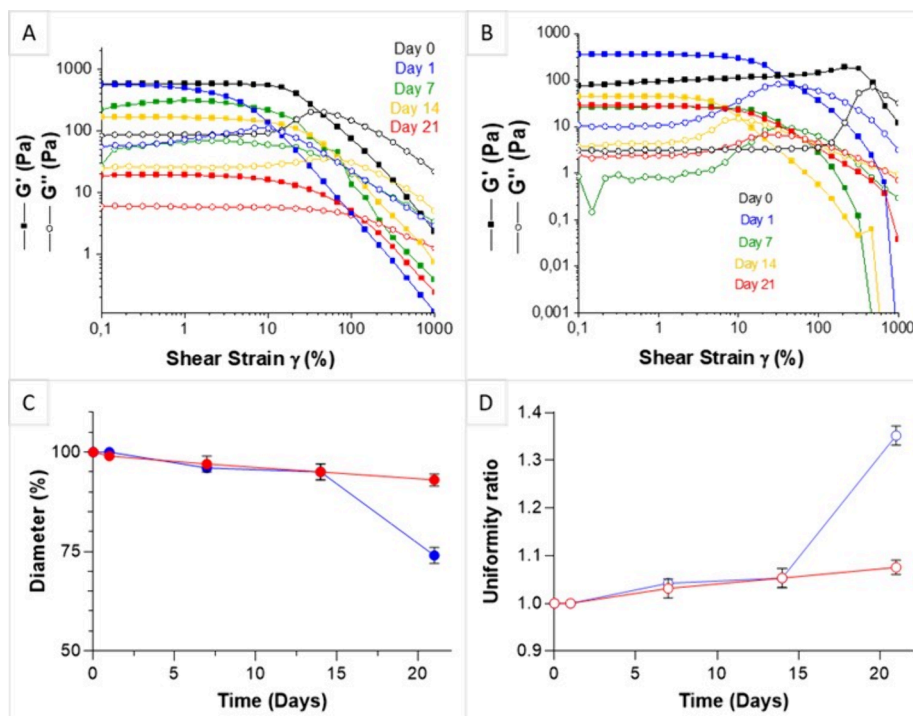 A
Day 0
Day 1
Day 7
Day 14
Day 21
1000
100
10
1
G' (Pa)
G'' (Pa)
0,1
1
10
100
1000
Shear Strain γ (%)
B
1000
100
10
1
0,1
0,01
0,001
G' (Pa)
G'' (Pa)
Day 0
Day 1
Day 7
Day 14
Day 21
0,1
1
10
100
1000
Shear Strain γ (%)
C
100
75
50
Diameter (%)
0
5
10
15
20
Time (Days)
D
1.4
1.3
1.2
1.1
1.0
0.9
Uniformity ratio
0
5
10
15
20
Time (Days)